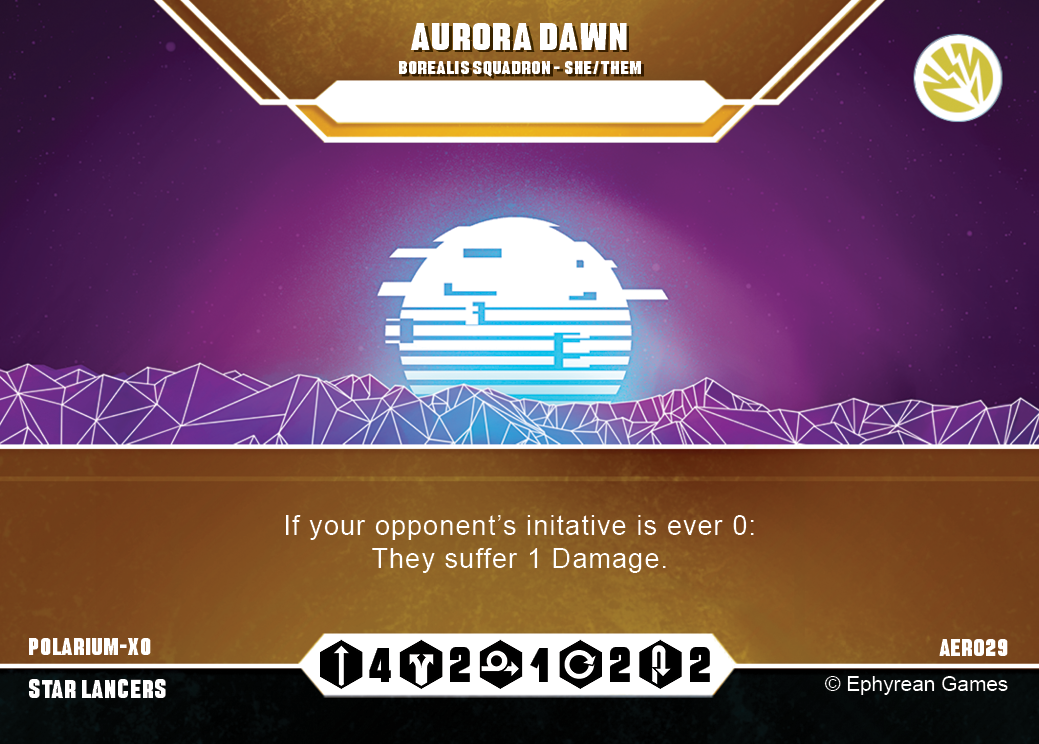 AURORA DAWN
BOREALIS SQUADRON - SHE/THEM
If your opponent’s initative is ever 0:
They suffer 1 Damage.
POLARIUM-XO
AER029
4 2 1 2 2
STAR LANCERS
© Ephyrean Games